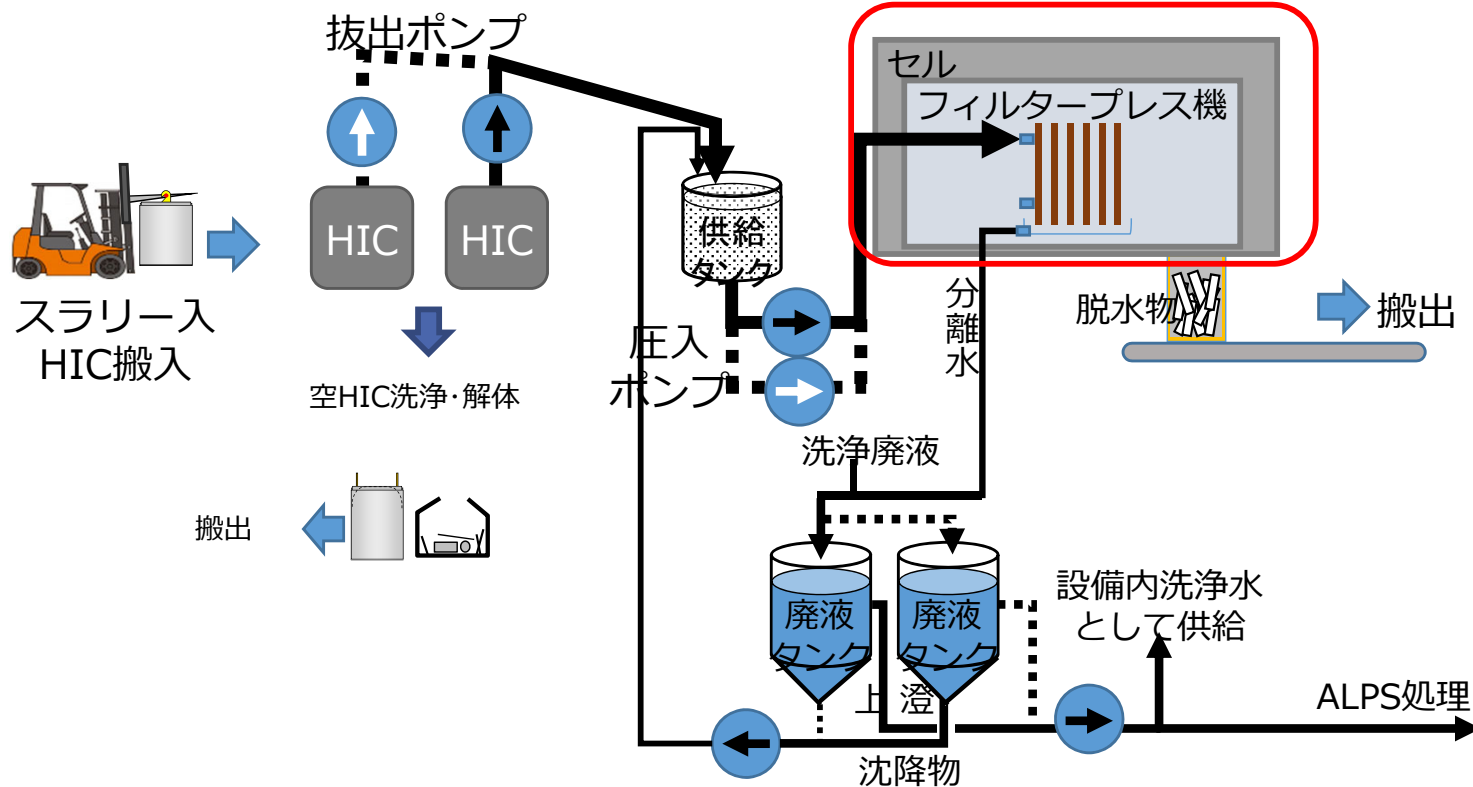 抜出ポンプ
セル
フィルタープレス機
HIC
HIC
供給
タンク
スラリー入
HIC搬入
分離水
脱水物
搬出
圧入
ポンプ
空HIC洗浄・解体
洗浄廃液
搬出
廃液
タンク
廃液
タンク
設備内洗浄水
として供給
上澄
ALPS処理
沈降物